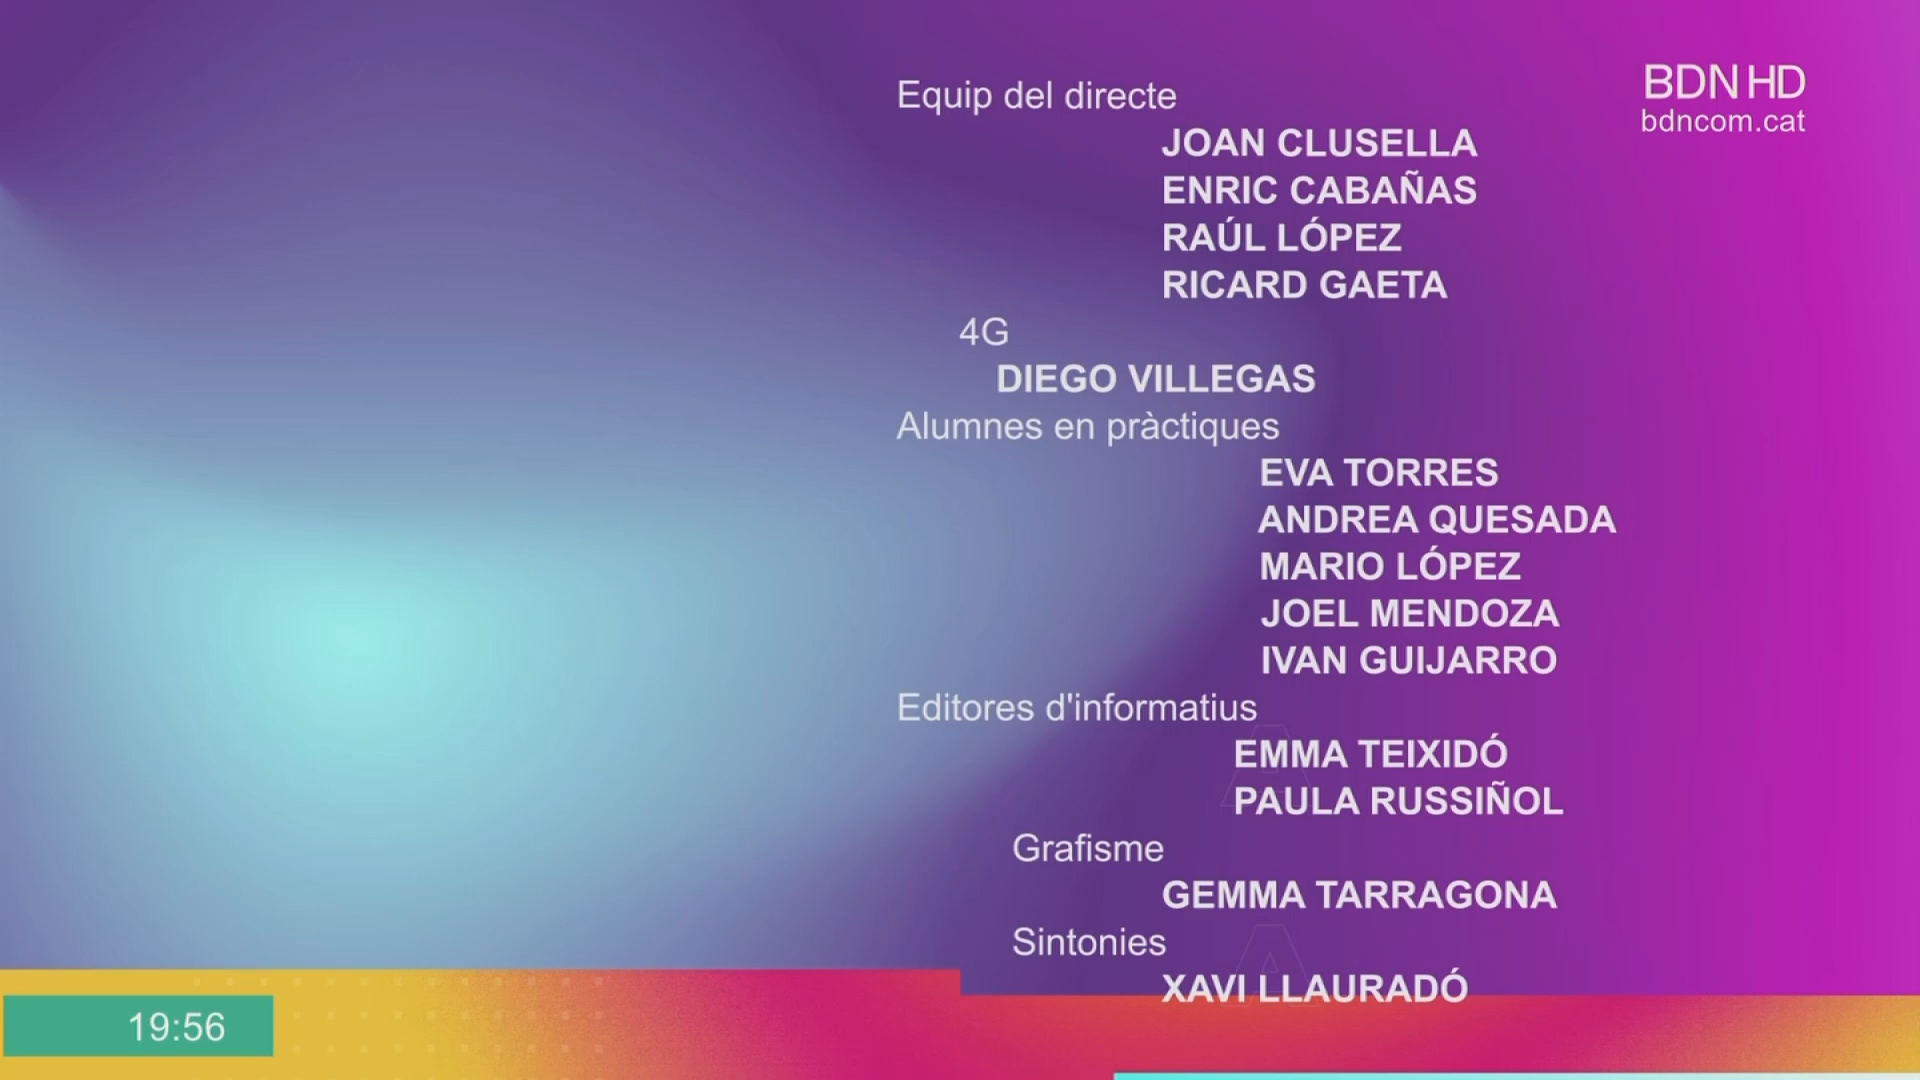 BDN HD
bdncom.cat
Equip del directe
JOAN CLUSELLA
ENRIC CABAÑAS
RAÚL LÓPEZ
RICARD GAETA
4G
DIEGO VILLEGAS
Alumnes en pràctiques
EVA TORRES
ANDREA QUESADA
MARIO LÓPEZ
JOEL MENDOZA
IVAN GUIJARRO
Editores d'informatius
EMMA TEIXIDÓ
PAULA RUSSIÑOL
Grafisme
GEMMA TARRAGONA
Sintonies
XAVI LLAURADÓ
19:56